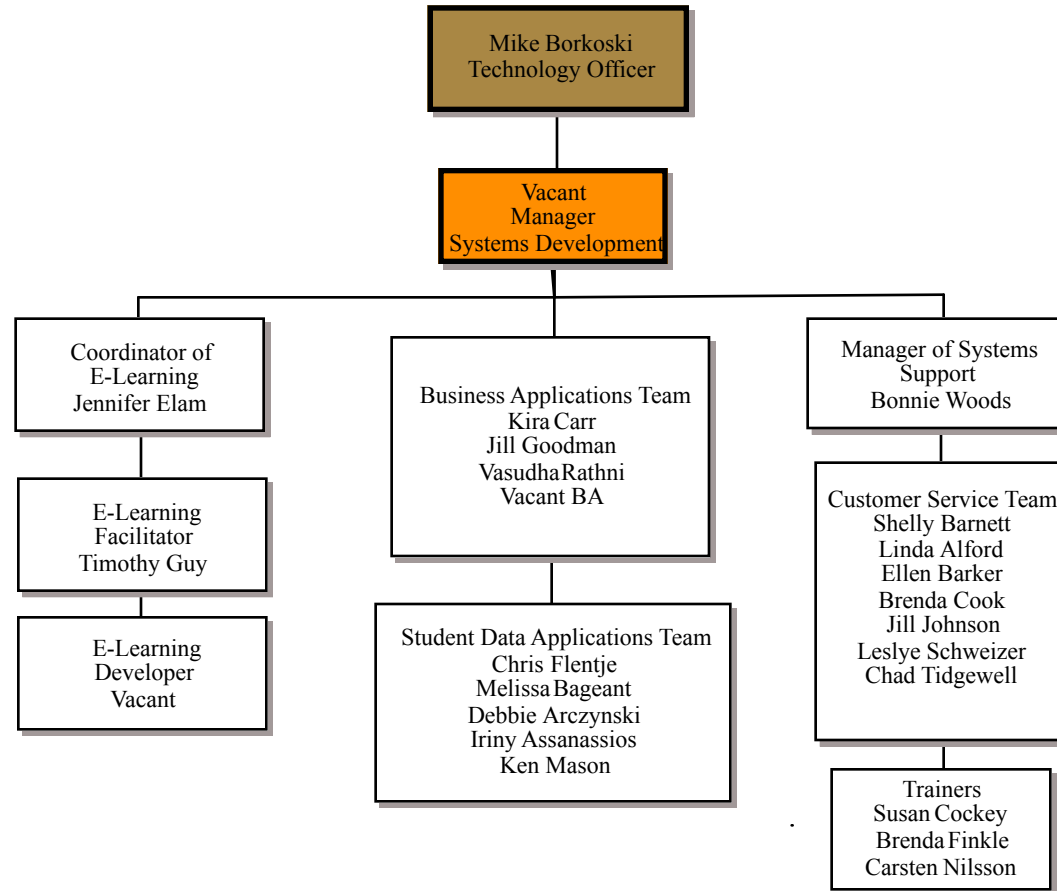 Mike Borkoski
Technology Officer
Vacant
Manager
Systems Development
Coordinator of
E-Learning
Jennifer Elam
E-Learning
Facilitator
Timothy Guy
E-Learning
Developer
Vacant
Business Applications Team
Kira Carr
Jill Goodman
Vasudha Rathni
Vacant BA
Student Data Applications Team
Chris Flentje
Melissa Bageant
Debbie Arczynski
Iriny Assanassios
Ken Mason
Manager of Systems
Support
Bonnie Woods
Customer Service Team
Shelly Barnett
Linda Alford
Ellen Barker
Brenda Cook
Jill Johnson
Leslye Schweizer
Chad Tidgewell
Trainers
Susan Cockey
Brenda Finkle
Carsten Nilsson